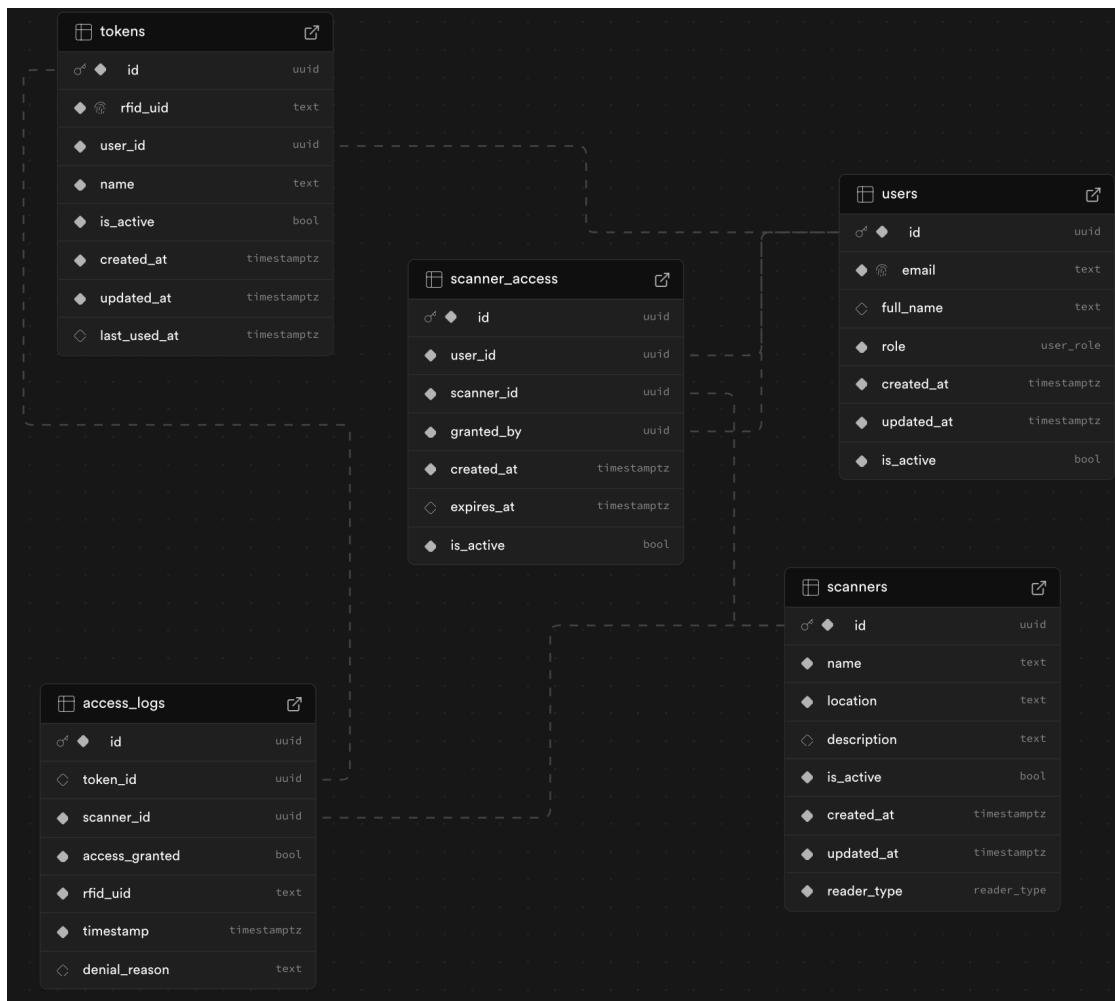 tokens
id uuid
rfid_uid text
user_id uuid
name text
is_active bool
created_at timestamptz
updated_at timestamptz
last_used_at timestamptz
users
id uuid
email text
full_name text
role user_role
created_at timestamptz
updated_at timestamptz
is_active bool
scanner_access
id uuid
user_id uuid
scanner_id uuid
granted_by uuid
created_at timestamptz
expires_at timestamptz
is_active bool
scanners
id uuid
name text
location text
description text
is_active bool
created_at timestamptz
updated_at timestamptz
reader_type reader_type
access_logs
id uuid
token_id uuid
scanner_id uuid
access_granted bool
rfid_uid text
timestamp timestamptz
denial_reason text